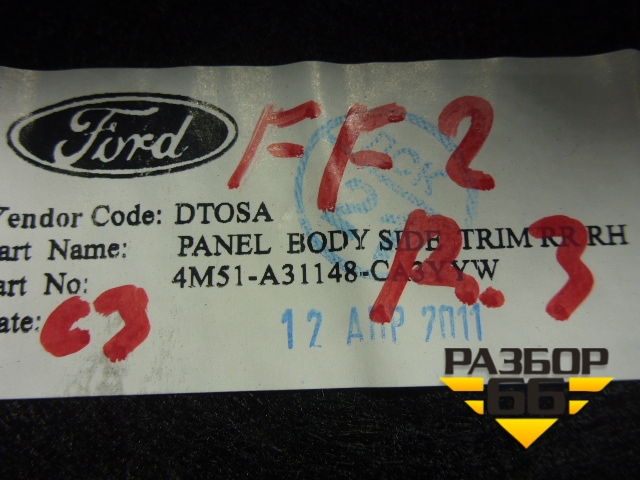 Ford
FF2
Vendor Code: DTOSA
Part Name: PANEL BODY SIDE TRIM RR RH
Part No: 4M51-A31148-CA3YYW
R.3
Date:
C3
12 АПР 2011
РАЗБОР
66